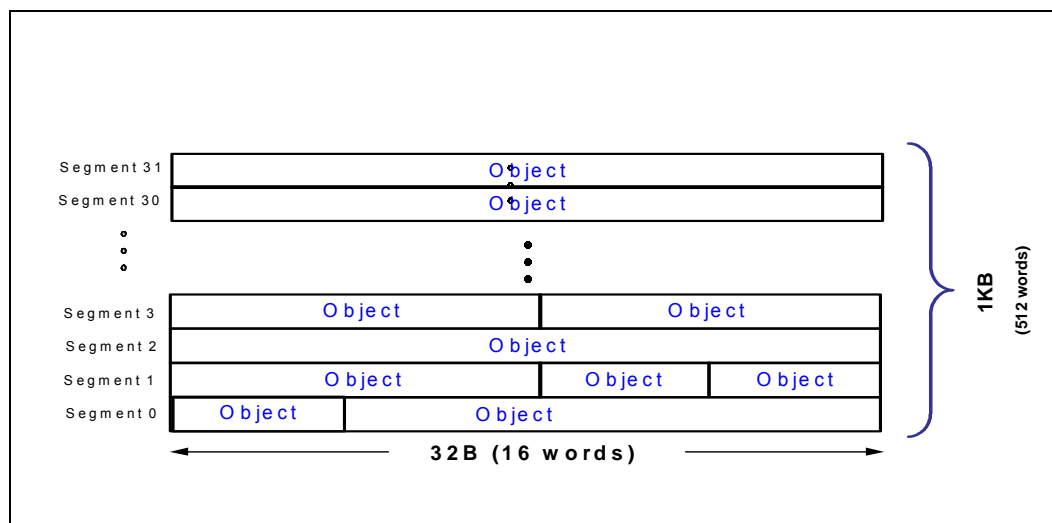 Segment 31 Object
Segment 30 Object
Segment 3 Object Object
Segment 2 Object
Segment 1 Object Object Object
Segment 0 Object Object
32B (16 words)
1KB
(512 words)